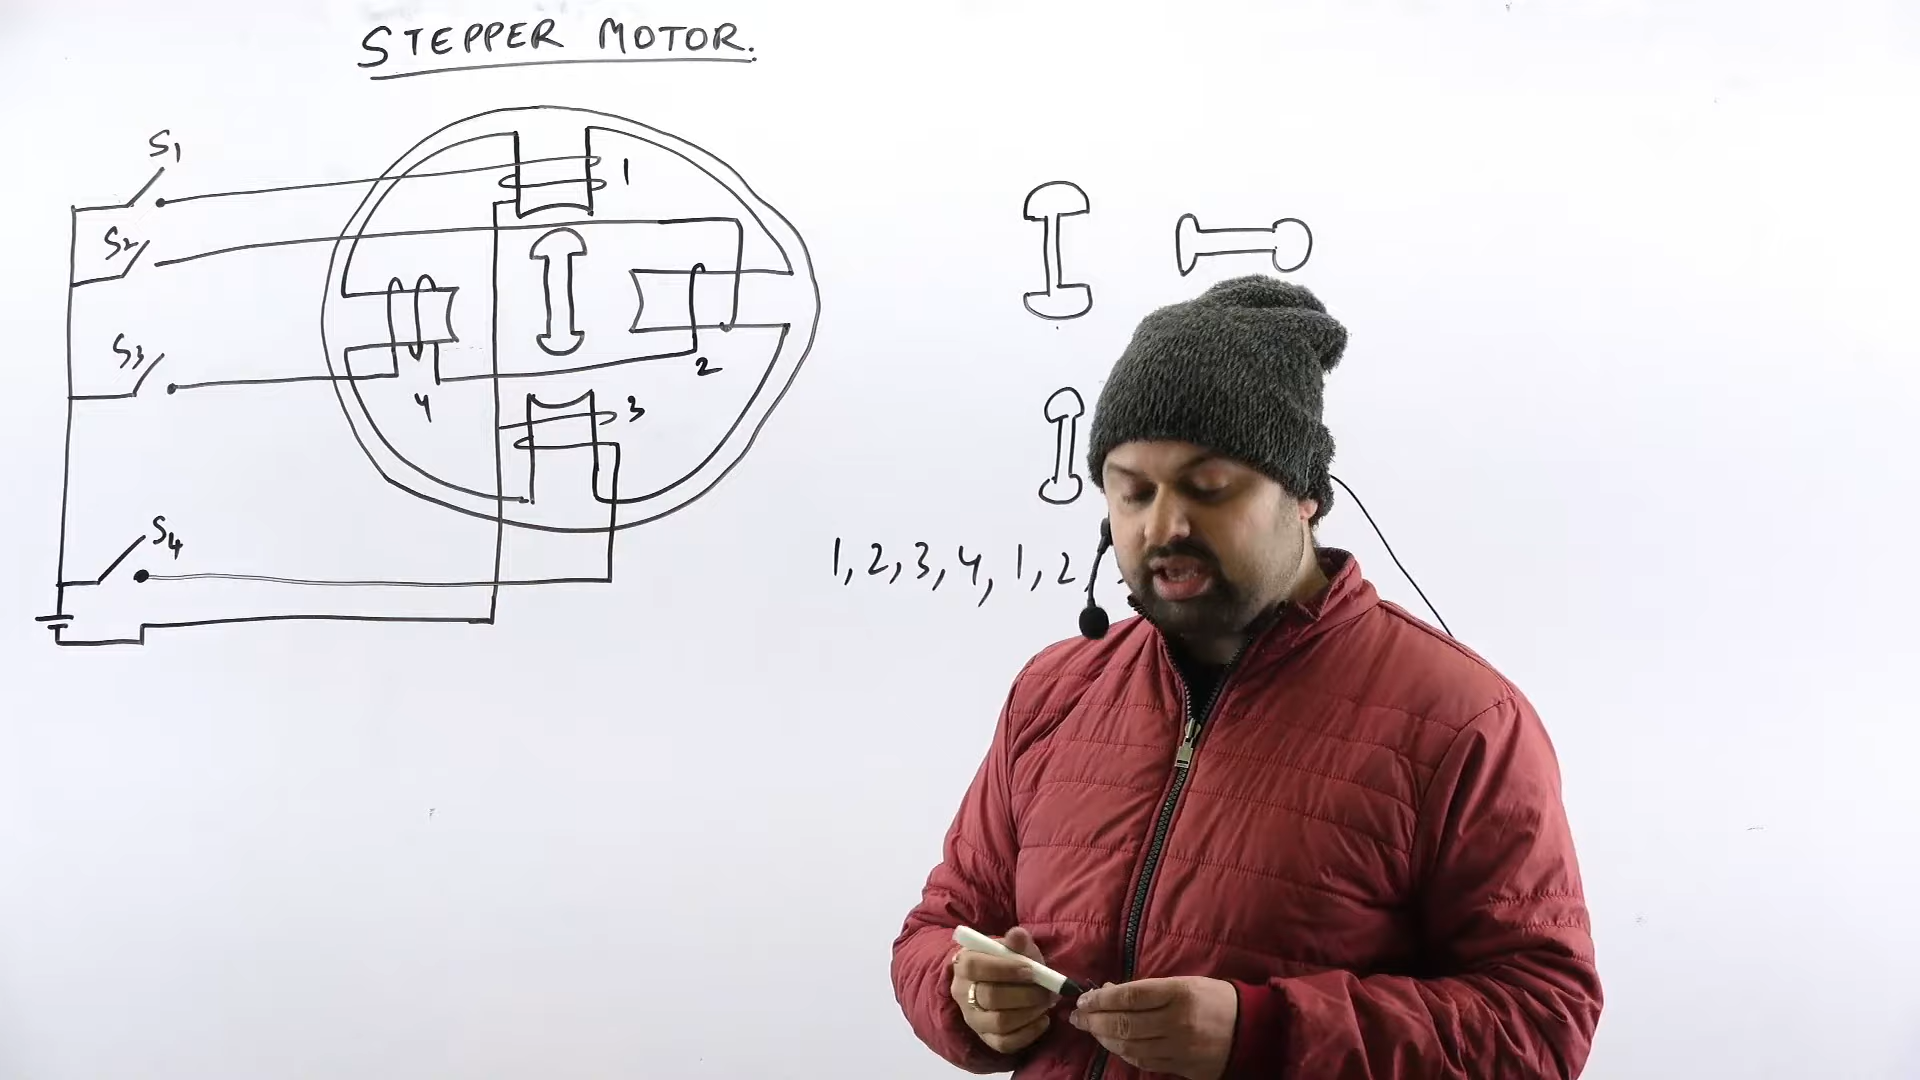 STEPPER MOTOR.
S1
1
S2
S3
2
4
3
S4
1, 2, 3, 4, 1, 2,